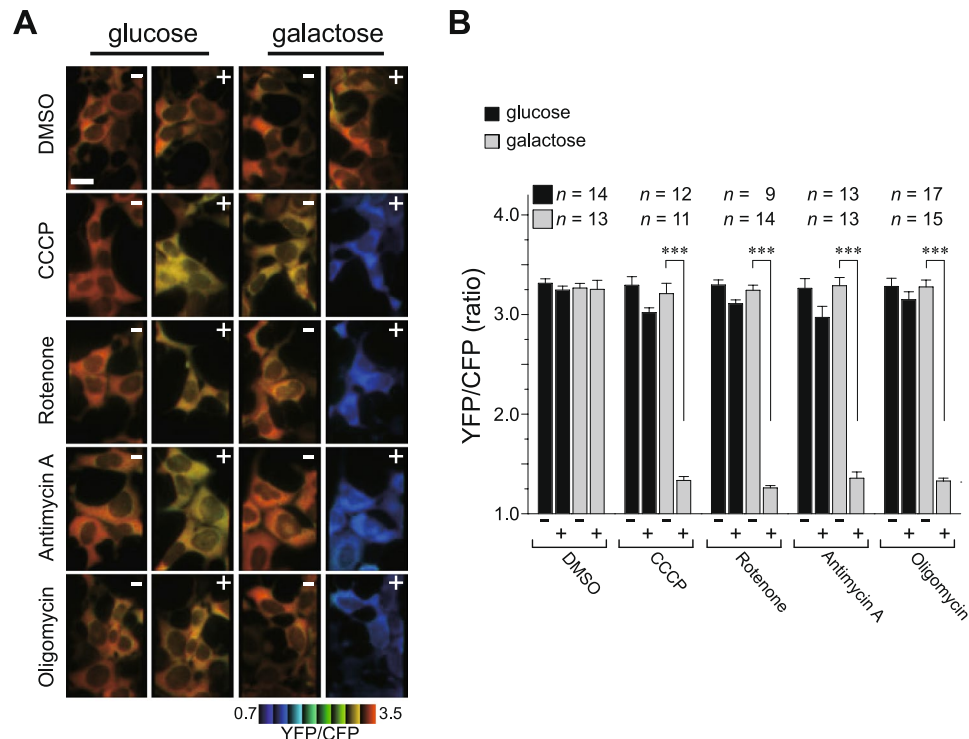 A
glucose galactose
DMSO
- + - +
CCCP
- + - +
Rotenone
- + - +
Antimycin A
- + - +
Oligomycin
- + - +
0.7 3.5
YFP/CFP
B
glucose
galactose
n = 14 n = 12 n = 9 n = 13 n = 17
n = 13 n = 11 n = 14 n = 13 n = 15
*** *** *** ***
YFP/CFP (ratio)
4.0
3.0
2.0
1.0
- + - + - + - + - + - + - + - + - + - +
DMSO CCCP Rotenone Antimycin A Oligomycin